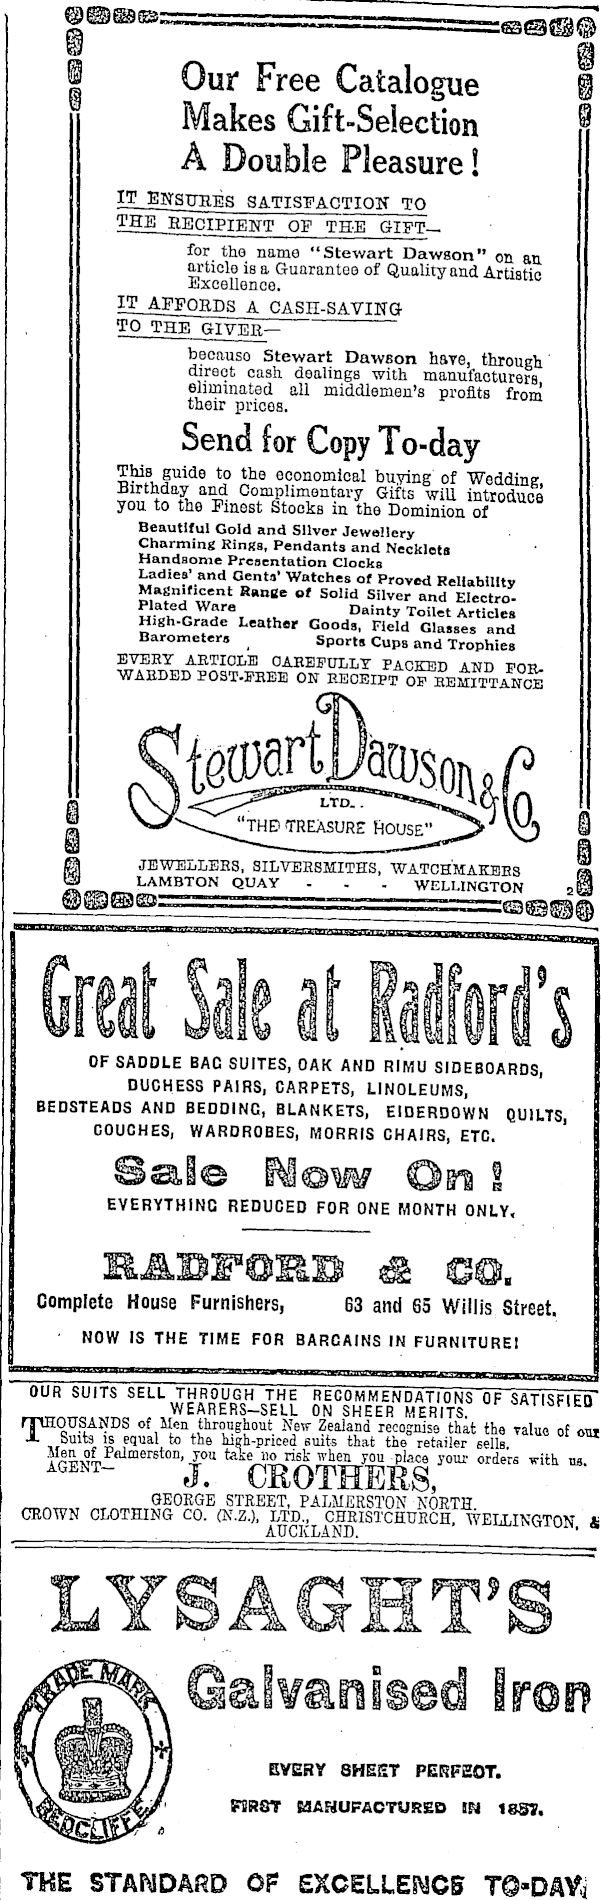 Our Free Catalogue
Makes Gift-Selection
A Double Pleasure!
IT ENSURES SATISFACTION TO
THE RECIPIENT OF THE GIFT—
for the name "Stewart Dawson" on an
article is a Guarantee of Quality and Artistic
Excellence.
IT AFFORDS A CASH-SAVING
TO THE GIVER—
because Stewart Dawson have, through
direct cash dealings with manufacturers,
eliminated all middlemen's profits from
their prices.
Send for Copy To-day
This guide to the economical buying of Wedding,
Birthday and Complimentary Gifts will introduce
you to the Finest Stocks in the Dominion of
Beautiful Gold and Silver Jewellery
Charming Rings, Pendants and Necklets
Handsome Presentation Clocks
Ladies' and Gents' Watches of Proved Reliability
Magnificent Range of Solid Silver and Electro-
Plated Ware Dainty Toilet Articles
High-Grade Leather Goods, Field Glasses and
Barometers Sports Cups and Trophies
EVERY ARTICLE CAREFULLY PACKED AND FOR-
WARDED POST-FREE ON RECEIPT OF REMITTANCE
Stewart Dawson & Co
LTD.
"THE TREASURE HOUSE"
JEWELLERS, SILVERSMITHS, WATCHMAKERS
LAMBTON QUAY - - - WELLINGTON 2
Great Sale at Radford's
OF SADDLE BAG SUITES, OAK AND RIMU SIDEBOARDS,
DUCHESS PAIRS, CARPETS, LINOLEUMS,
BEDSTEADS AND BEDDING, BLANKETS, EIDERDOWN QUILTS,
COUCHES, WARDROBES, MORRIS CHAIRS, ETC.
Sale Now On!
EVERYTHING REDUCED FOR ONE MONTH ONLY.
RADFORD & CO.
Complete House Furnishers, 63 and 65 Willis Street.
NOW IS THE TIME FOR BARGAINS IN FURNITURE!
OUR SUITS SELL THROUGH THE RECOMMENDATIONS OF SATISFIED
WEARERS—SELL ON SHEER MERITS.
THOUSANDS of Men throughout New Zealand recognise that the value of our
Suits is equal to the high-priced suits that the retailer sells.
Men of Palmerston, you take no risk when you place your orders with us.
AGENT—
J. CROTHERS,
GEORGE STREET, PALMERSTON NORTH.
CROWN CLOTHING CO. (N.Z.), LTD., CHRISTCHURCH, WELLINGTON, &
AUCKLAND.
LYSAGHT'S
Galvanised Iron
TRADE MARK
REDCLIFFE
EVERY SHEET PERFECT.
FIRST MANUFACTURED IN 1857.
THE STANDARD OF EXCELLENCE TO-DAY.